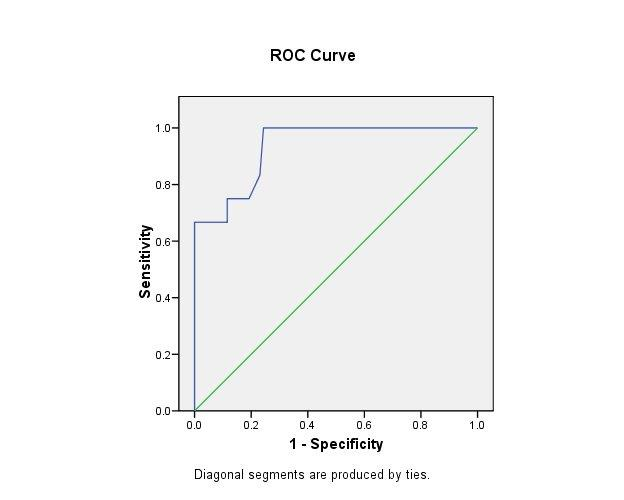 ROC Curve
Sensitivity
1.0
0.8
0.6
0.4
0.2
0.0
0.0 0.2 0.4 0.6 0.8 1.0
1 - Specificity
Diagonal segments are produced by ties.